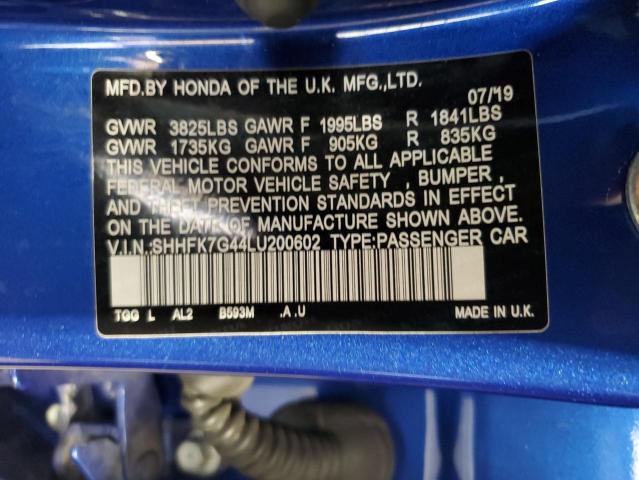 MFD.BY HONDA OF THE U.K. MFG.,LTD.
07/19
GVWR 3825LBS GAWR F 1995LBS R 1841LBS
GVWR 1735KG GAWR F 905KG R 835KG
THIS VEHICLE CONFORMS TO ALL APPLICABLE
FEDERAL MOTOR VEHICLE SAFETY , BUMPER ,
AND THEFT PREVENTION STANDARDS IN EFFECT
ON THE DATE OF MANUFACTURE SHOWN ABOVE.
V.I.N.:SHHFK7G44LU200602 TYPE:PASSENGER CAR
TGG L AL2 B593M .A .U MADE IN U.K.